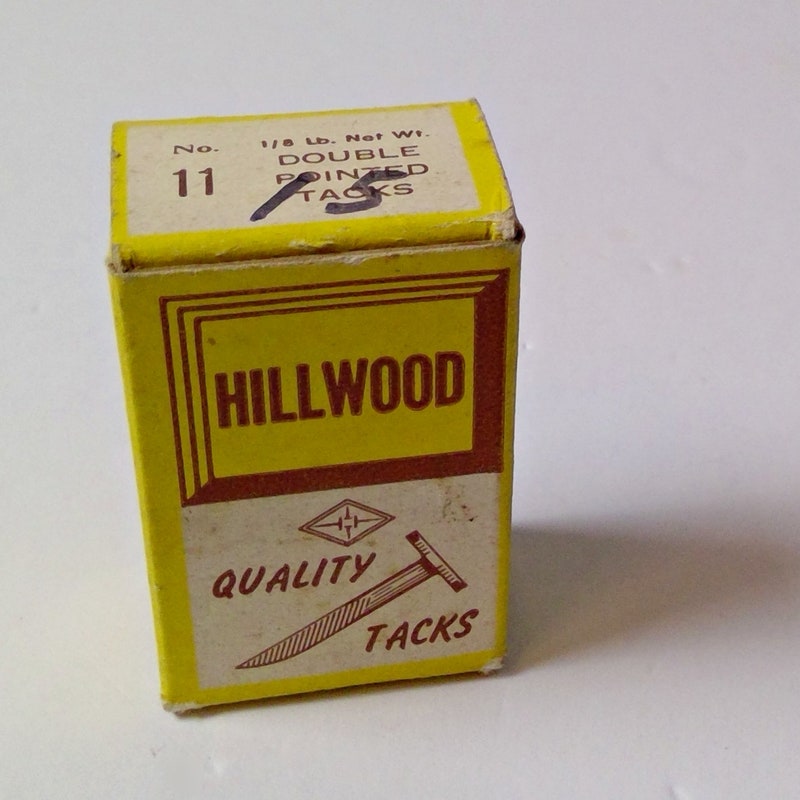 No. 1/8 Lb. Net Wt.
11 DOUBLE
POINTED
TACKS
15
HILLWOOD
QUALITY
TACKS